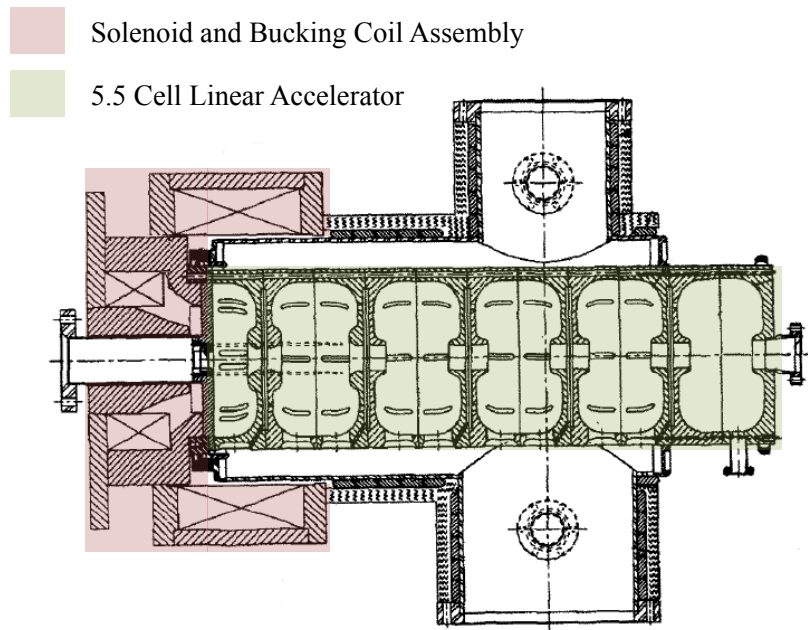 Solenoid and Bucking Coil Assembly
5.5 Cell Linear Accelerator